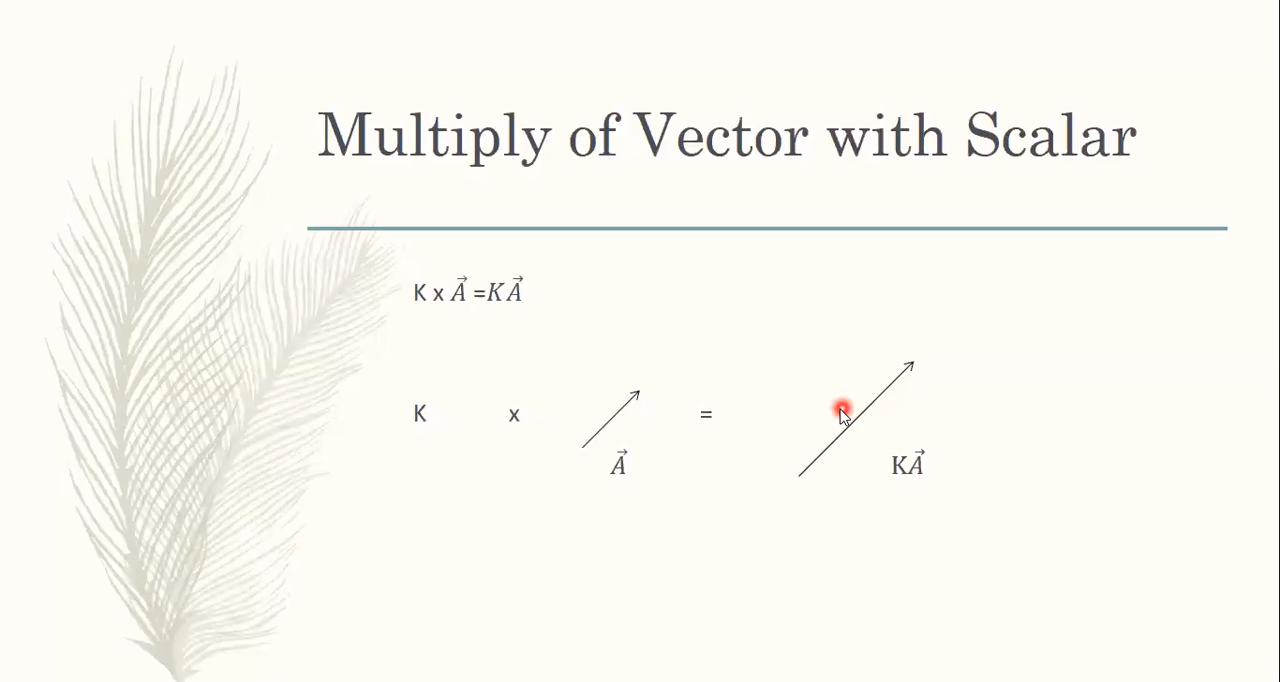 Multiply of Vector with Scalar
K x A⃗ =KA⃗
K x =
A⃗ KA⃗